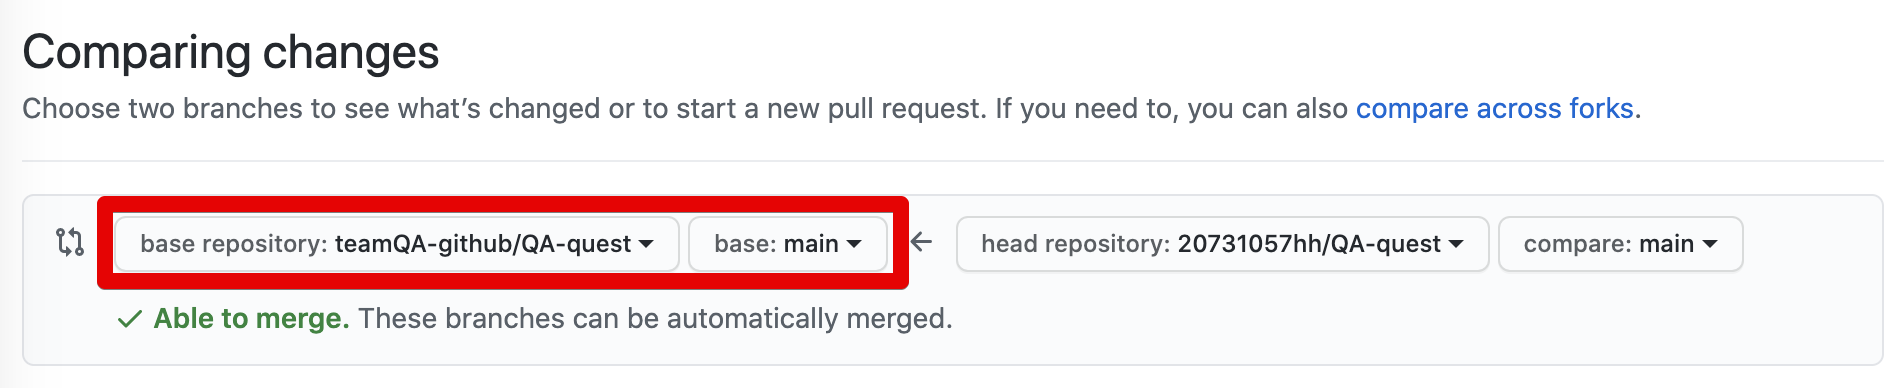 Comparing changes
Choose two branches to see what’s changed or to start a new pull request. If you need to, you can also compare across forks.
base repository: teamQA-github/QA-quest base: main head repository: 20731057hh/QA-quest compare: main
Able to merge. These branches can be automatically merged.